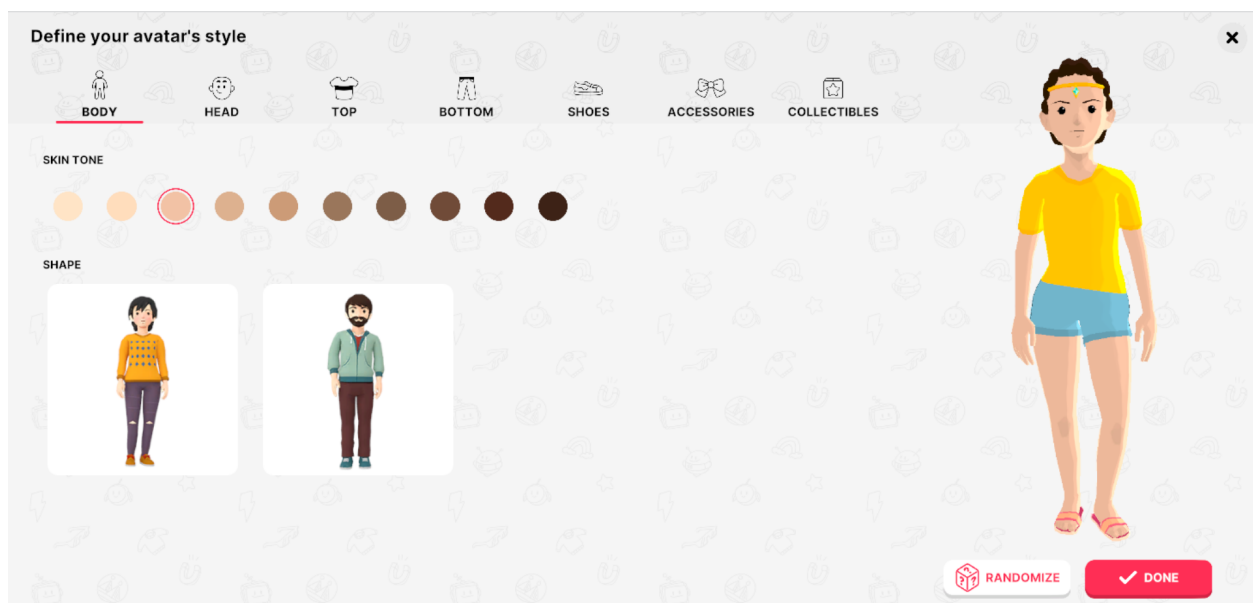 Define your avatar's style
BODY
HEAD
TOP
BOTTOM
SHOES
ACCESSORIES
COLLECTIBLES
SKIN TONE
SHAPE
RANDOMIZE
DONE